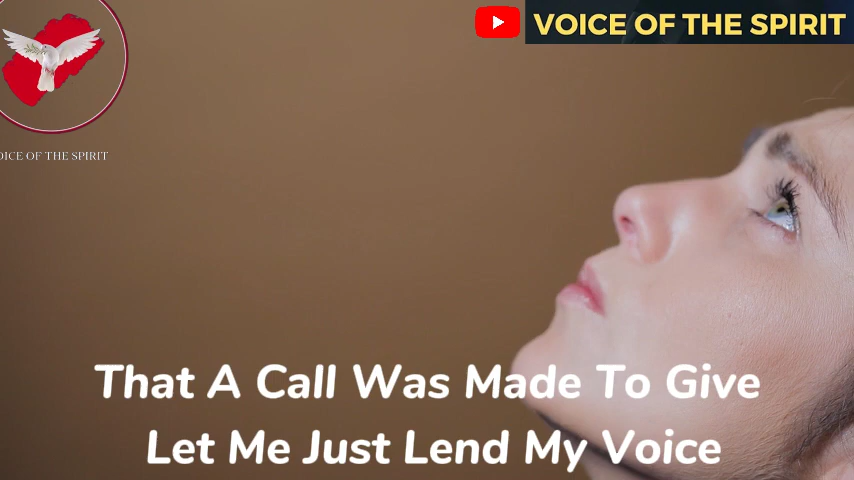 VOICE OF THE SPIRIT
OICE OF THE SPIRIT
That A Call Was Made To Give
Let Me Just Lend My Voice